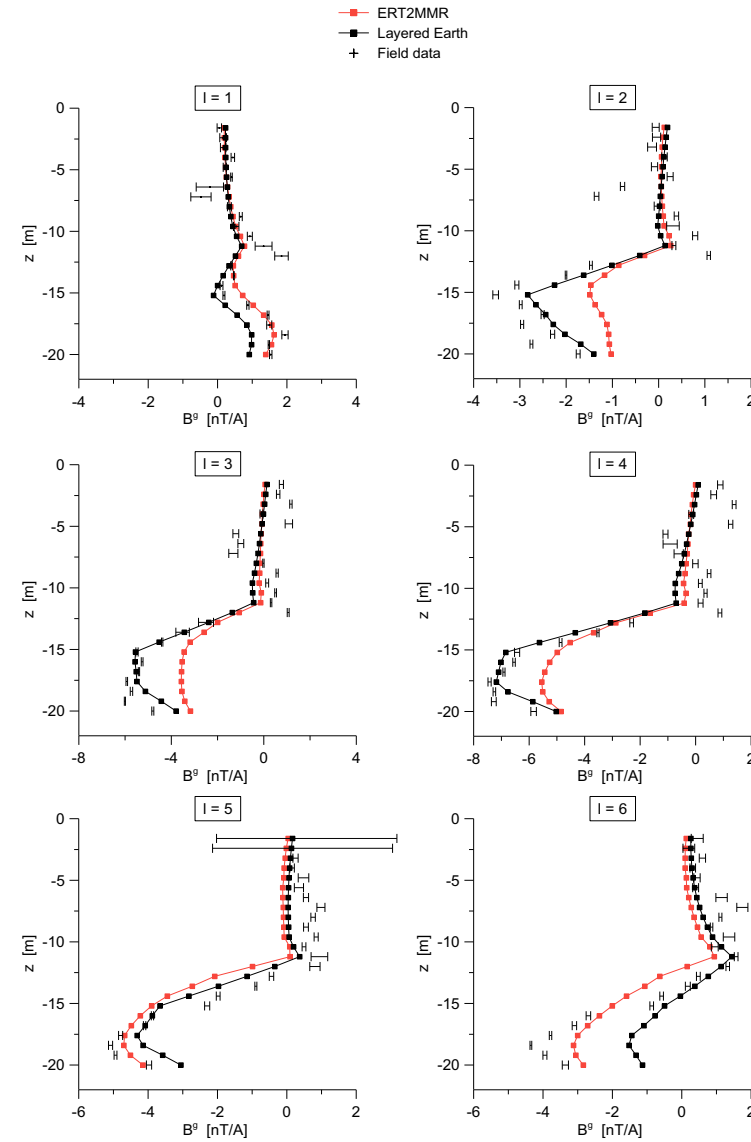 ERT2MMR
Layered Earth
Field data
I = 1
I = 2
0
-5
-10
-15
-20
z [m]
-4 -2 0 2 4
B^g [nT/A]
0
-5
-10
-15
-20
z [m]
-4 -3 -2 -1 0 1 2
B^g [nT/A]
I = 3
I = 4
0
-5
-10
-15
-20
z [m]
-8 -6 -4 -2 0 4
B^g [nT/A]
0
-5
-10
-15
-20
z [m]
-8 -6 -4 -2 0 2
B^g [nT/A]
I = 5
I = 6
0
-5
-10
-15
-20
z [m]
-6 -4 -2 0 2
B^g [nT/A]
0
-5
-10
-15
-20
z [m]
-6 -4 -2 0 2
B^g [nT/A]